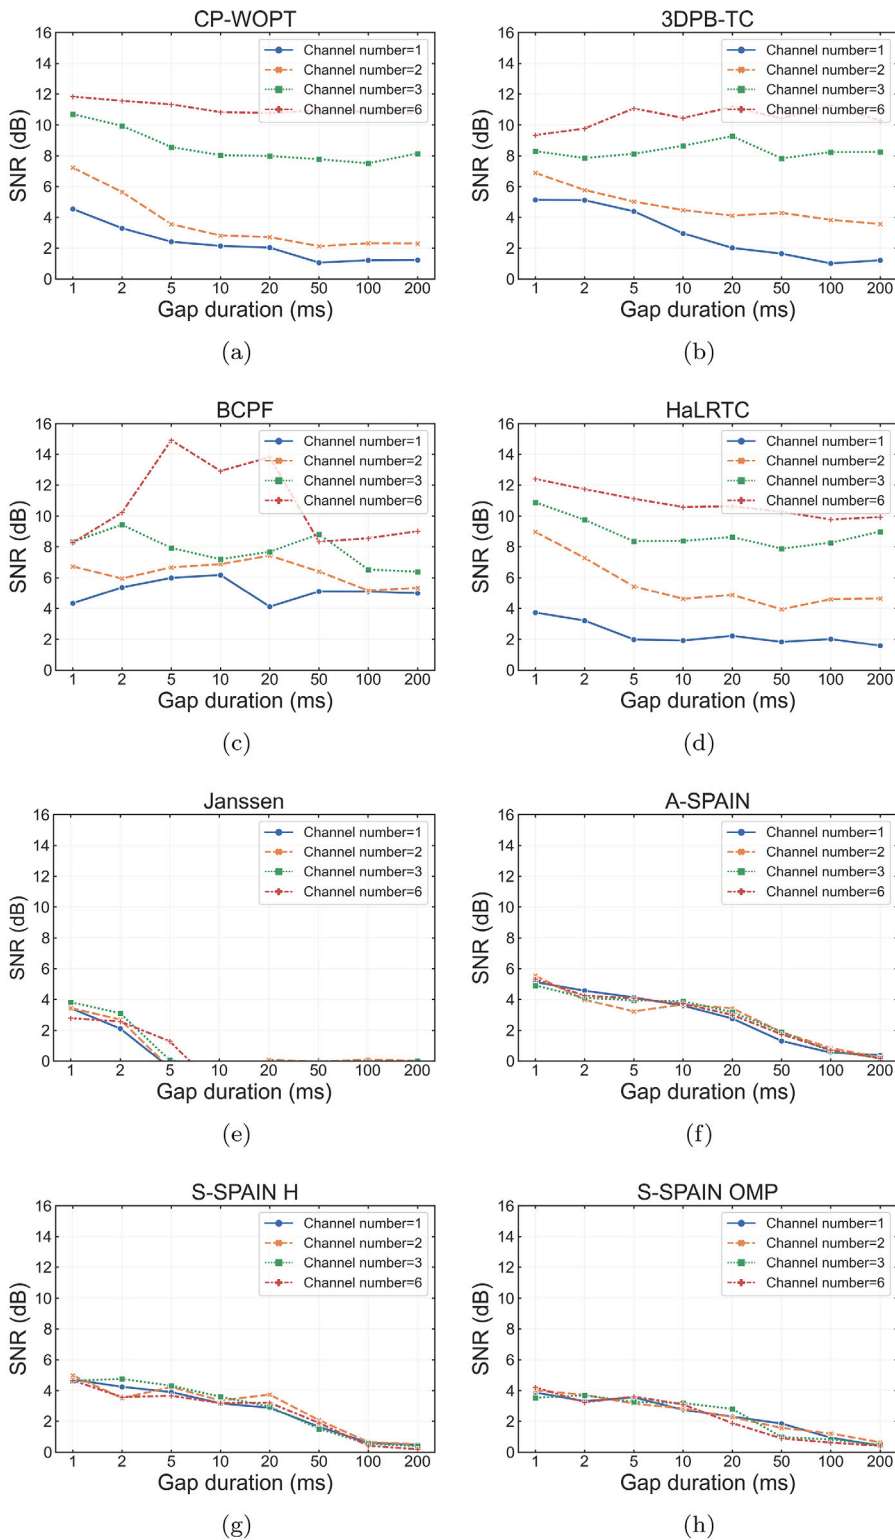 CP-WOPT
SNR (dB)
16
14
12
10
8
6
4
2
0
Channel number=1
Channel number=2
Channel number=3
Channel number=6
1 2 5 10 20 50 100 200
Gap duration (ms)
(a)
3DPB-TC
SNR (dB)
16
14
12
10
8
6
4
2
0
Channel number=1
Channel number=2
Channel number=3
Channel number=6
1 2 5 10 20 50 100 200
Gap duration (ms)
(b)
BCPF
SNR (dB)
16
14
12
10
8
6
4
2
0
Channel number=1
Channel number=2
Channel number=3
Channel number=6
1 2 5 10 20 50 100 200
Gap duration (ms)
(c)
HaLRTC
SNR (dB)
16
14
12
10
8
6
4
2
0
Channel number=1
Channel number=2
Channel number=3
Channel number=6
1 2 5 10 20 50 100 200
Gap duration (ms)
(d)
Janssen
SNR (dB)
16
14
12
10
8
6
4
2
0
Channel number=1
Channel number=2
Channel number=3
Channel number=6
1 2 5 10 20 50 100 200
Gap duration (ms)
(e)
A-SPAIN
SNR (dB)
16
14
12
10
8
6
4
2
0
Channel number=1
Channel number=2
Channel number=3
Channel number=6
1 2 5 10 20 50 100 200
Gap duration (ms)
(f)
S-SPAIN H
SNR (dB)
16
14
12
10
8
6
4
2
0
Channel number=1
Channel number=2
Channel number=3
Channel number=6
1 2 5 10 20 50 100 200
Gap duration (ms)
(g)
S-SPAIN OMP
SNR (dB)
16
14
12
10
8
6
4
2
0
Channel number=1
Channel number=2
Channel number=3
Channel number=6
1 2 5 10 20 50 100 200
Gap duration (ms)
(h)